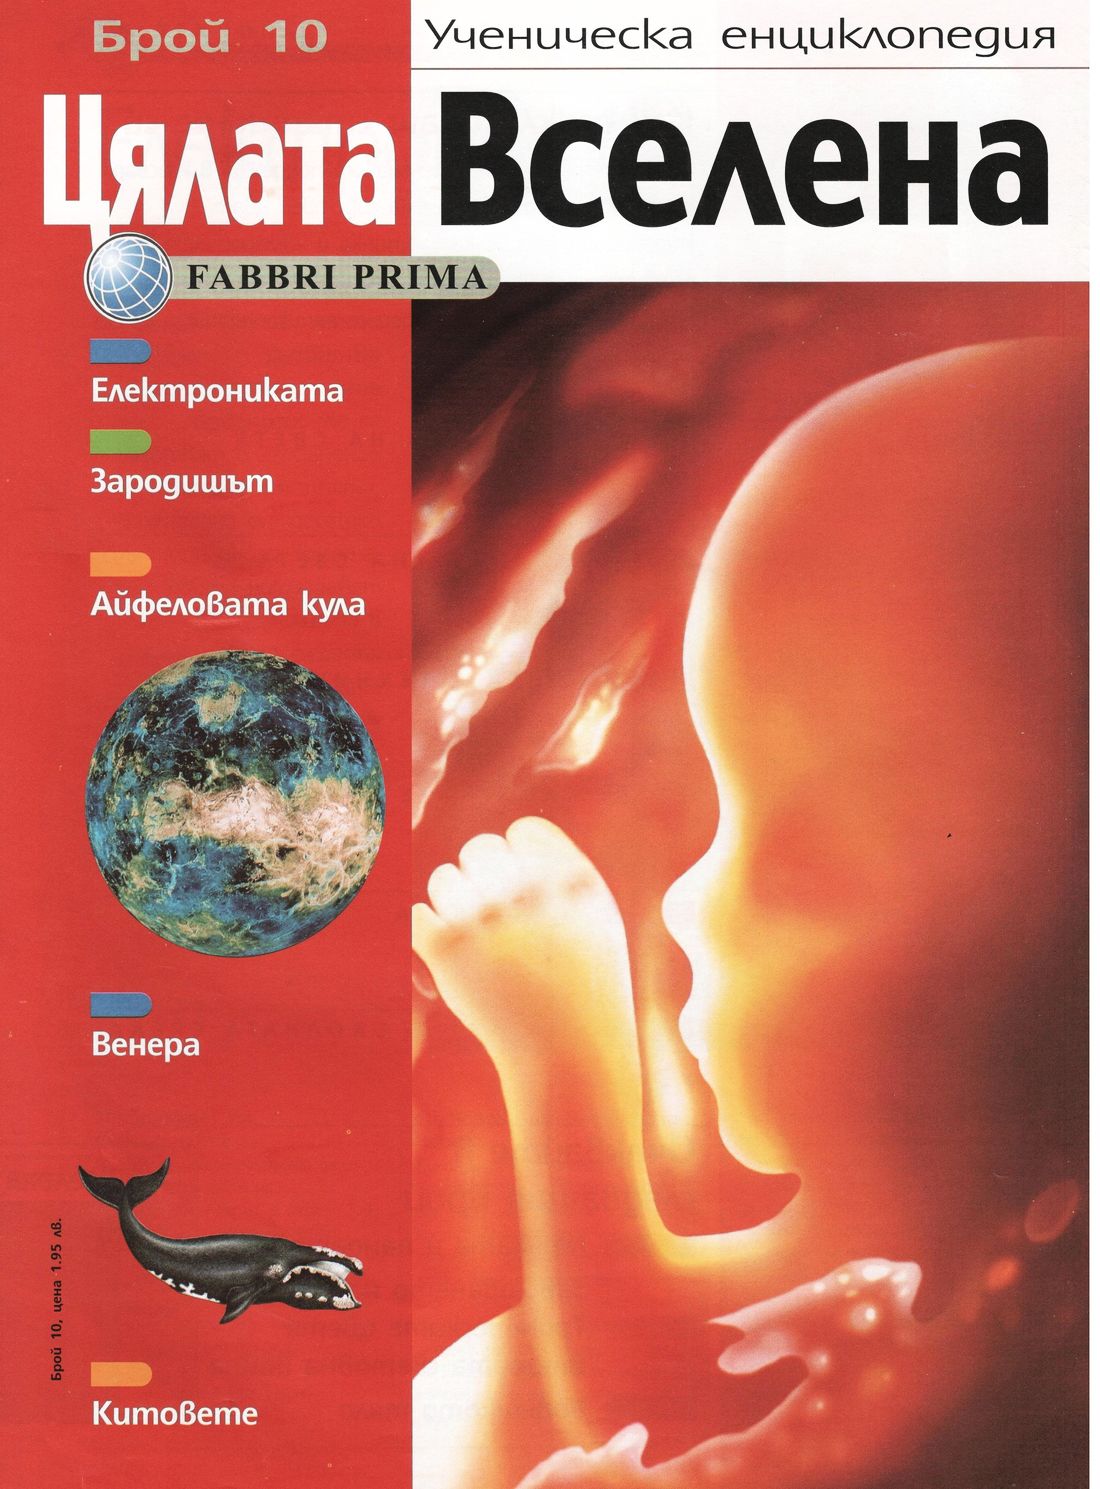 Брой 10
Ученическа енциклопедия
Цялата Вселена
FABBRI PRIMA
Електрониката
Зародишът
Айфеловата кула
Венера
Китовете
Брой 10, цена 1.95 лв.